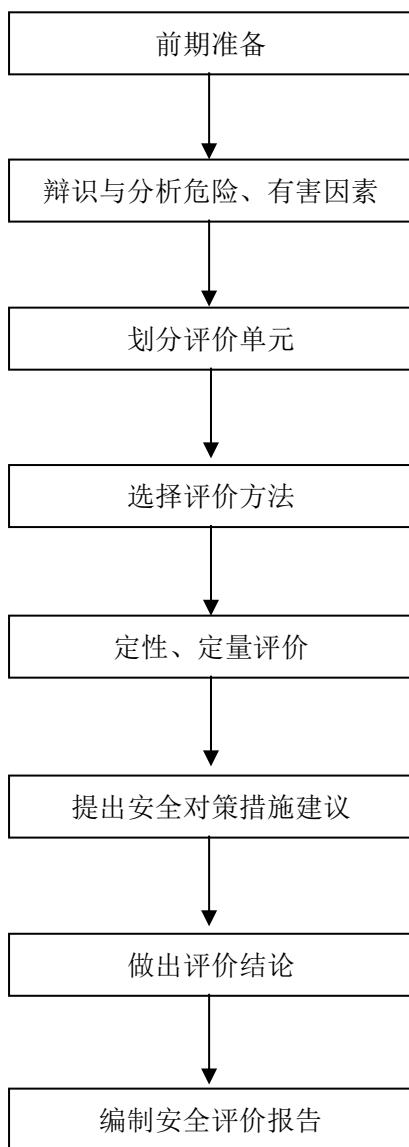 前期准备
辩识与分析危险、有害因素
划分评价单元
选择评价方法
定性、定量评价
提出安全对策措施建议
做出评价结论
编制安全评价报告